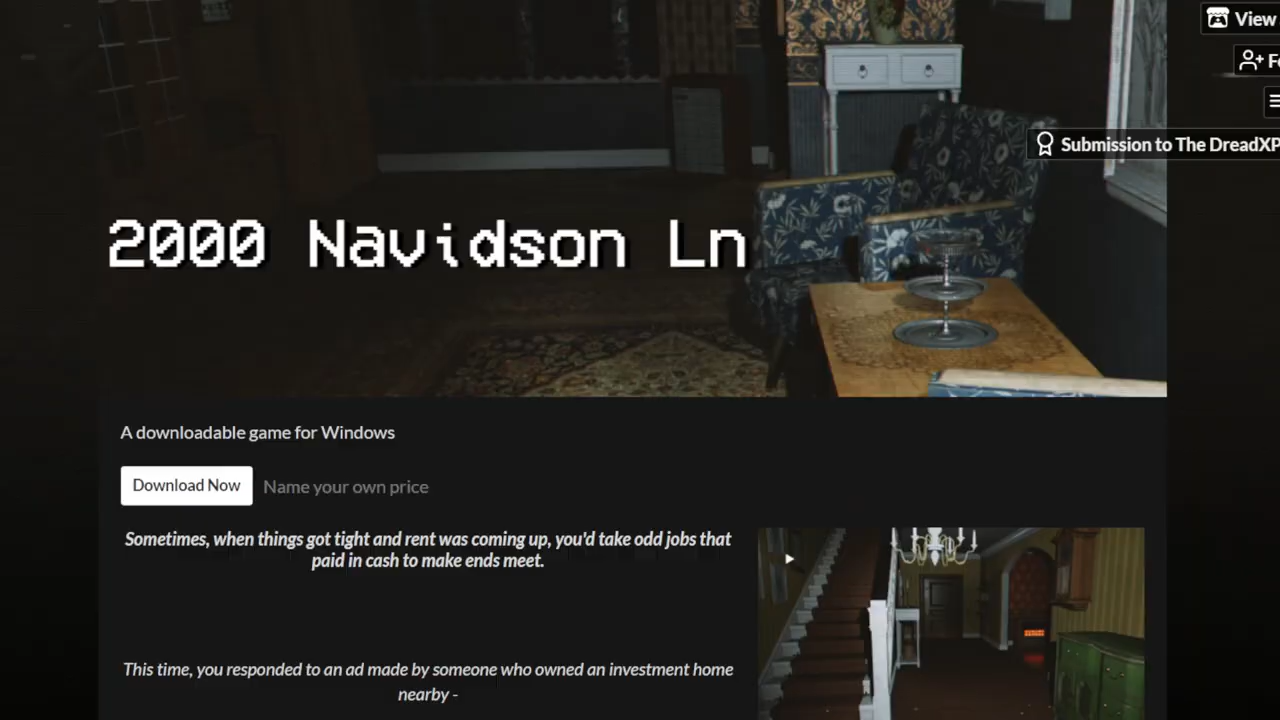 View
Submission to The DreadXP
2000 Navidson Ln
A downloadable game for Windows
Download Now Name your own price
Sometimes, when things got tight and rent was coming up, you'd take odd jobs that
paid in cash to make ends meet.
This time, you responded to an ad made by someone who owned an investment home
nearby -